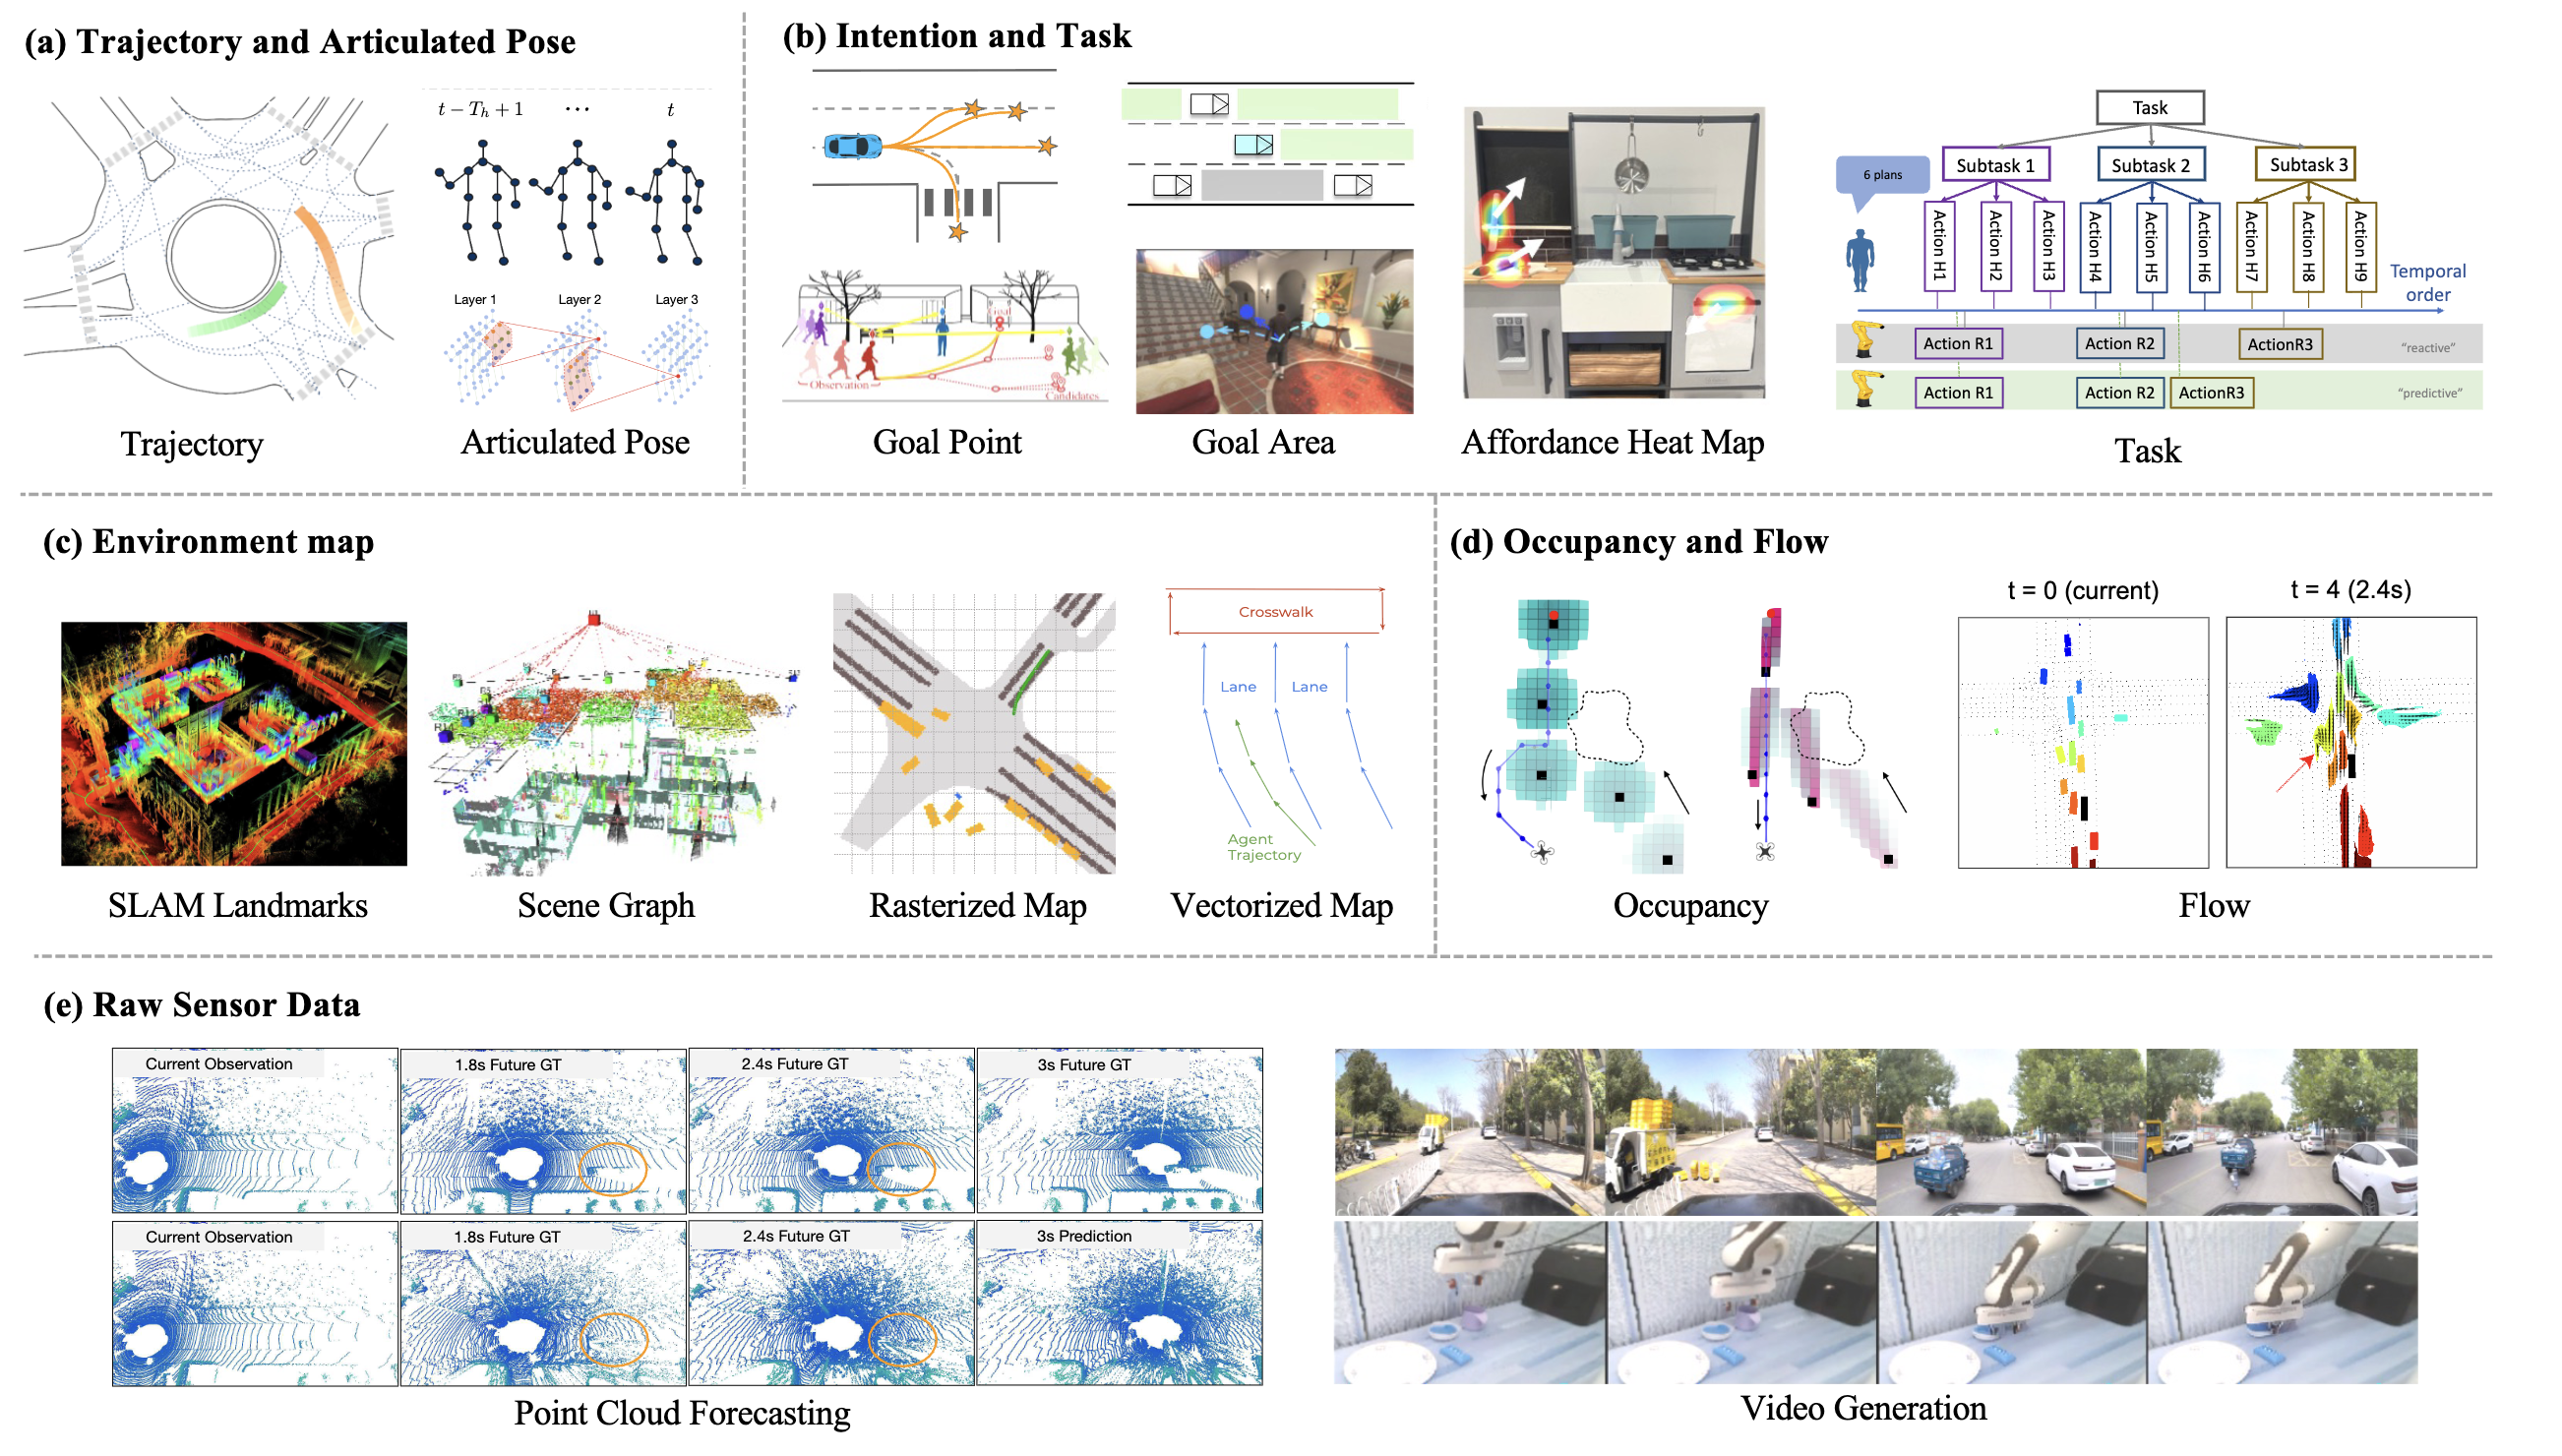 (a) Trajectory and Articulated Pose
t − Tₕ + 1 ··· t
Layer 1 Layer 2 Layer 3
Trajectory
Articulated Pose
(b) Intention and Task
Goal
Observation
Candidates
Goal Point
Goal Area
Affordance Heat Map
Task
Subtask 1 Subtask 2 Subtask 3
6 plans
Action H1
Action H2
Action H3
Action H4
Action H5
Action H6
Action H7
Action H8
Action H9
Temporal
order
Action R1 Action R2 ActionR3 “reactive”
Action R1 Action R2 ActionR3 “predictive”
Task
(c) Environment map
SLAM Landmarks
Scene Graph
Rasterized Map
Crosswalk
Lane Lane
Agent
Trajectory
Vectorized Map
(d) Occupancy and Flow
Occupancy
t = 0 (current)
t = 4 (2.4s)
Flow
(e) Raw Sensor Data
Current Observation 1.8s Future GT 2.4s Future GT 3s Future GT
Current Observation 1.8s Future GT 2.4s Future GT 3s Prediction
Point Cloud Forecasting
Video Generation